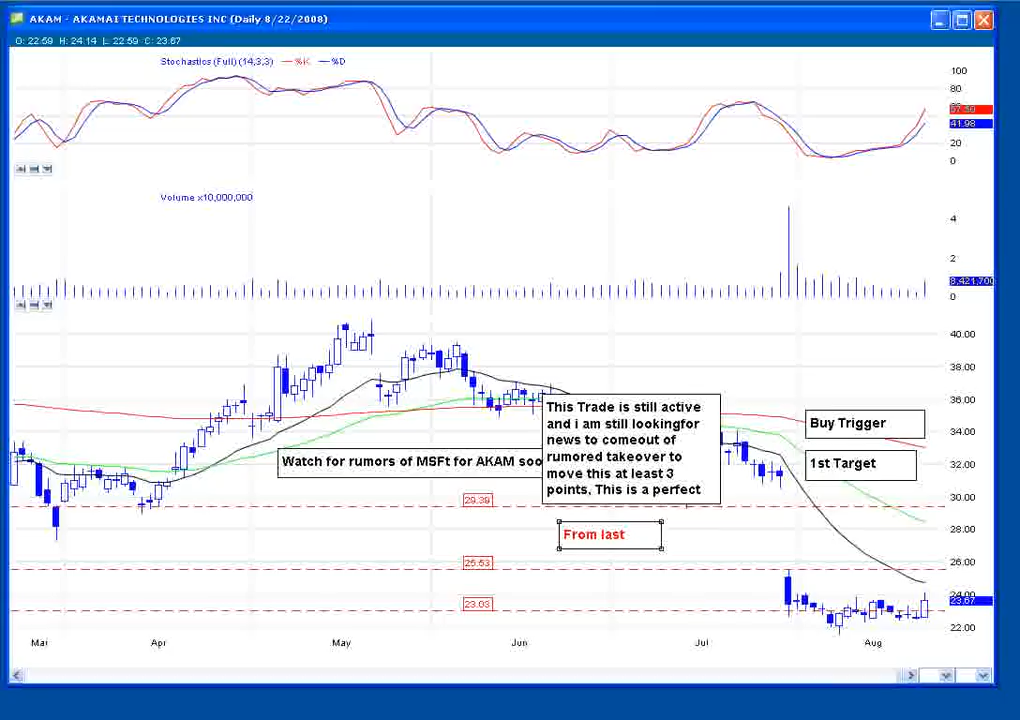 AKAM - AKAMAI TECHNOLOGIES INC (Daily 8/22/2008)
O: 22.59 H: 24.14 L: 22.59 C: 23.67
Stochastics (Full) (14,3,3) %K %D
100
80
41.98
20
0
Volume x10,000,000
4
2
8,421,700
0
40.00
38.00
36.00
34.00
32.00
30.00
28.00
26.00
24.00
23.67
22.00
This Trade is still active
and i am still lookingfor
news to comeout of
rumored takeover to
move this at least 3
points. This is a perfect
Buy Trigger
1st Target
Watch for rumors of MSFt for AKAM soo
29.39
From last
25.53
23.03
Mar Apr May Jun Jul Aug